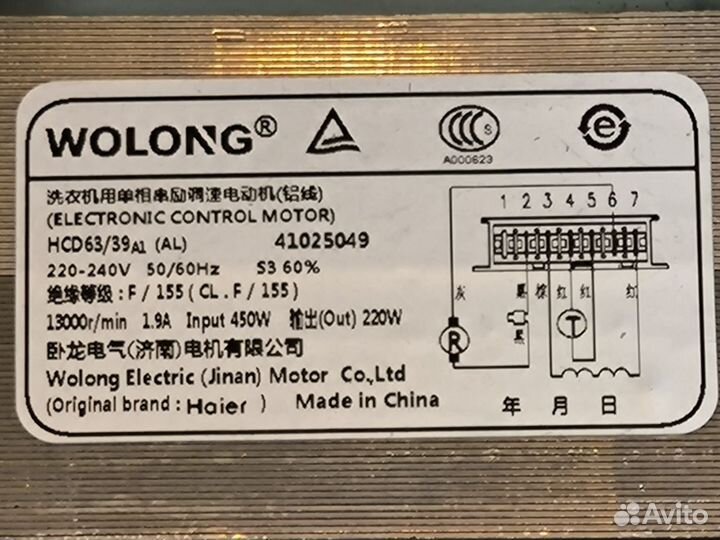 WOLONG®
S
A000623
e
洗衣机用单相串励调速电动机(铝线)
(ELECTRONIC CONTROL MOTOR)
HCD63/39A1 (AL) 41025049
220-240V 50/60Hz S3 60%
绝缘等级:F/155(CL.F/155)
13000r/min 1.9A Input 450W 输出(Out) 220W
卧龙电气(济南)电机有限公司
Wolong Electric (Jinan) Motor Co.,Ltd
(Original brand: Haier) Made in China
1 2 3 4 5 6 7
灰 黑 棕 红 红 红
黑
R
T
年 月 日
Avito